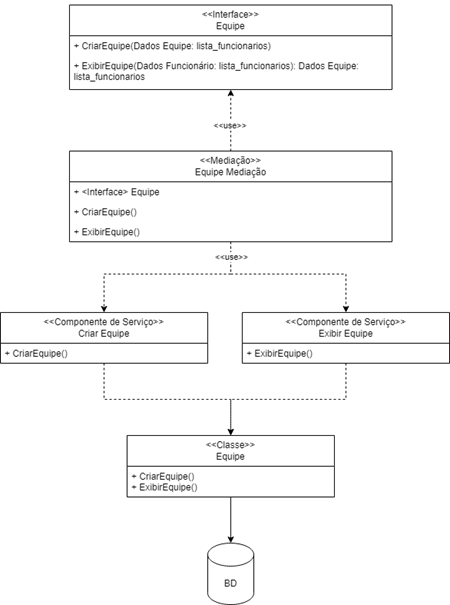 <<Interface>>
Equipe
+ CriarEquipe(Dados Equipe: lista_funcionarios)
+ ExibirEquipe(Dados Funcionário: lista_funcionarios): Dados Equipe:
lista_funcionarios
<<use>>
<<Mediação>>
Equipe Mediação
+ <Interface> Equipe
+ CriarEquipe()
+ ExibirEquipe()
<<use>>
<<Componente de Serviço>>
Criar Equipe
+ CriarEquipe()
<<Componente de Serviço>>
Exibir Equipe
+ ExibirEquipe()
<<Classe>>
Equipe
+ CriarEquipe()
+ ExibirEquipe()
BD